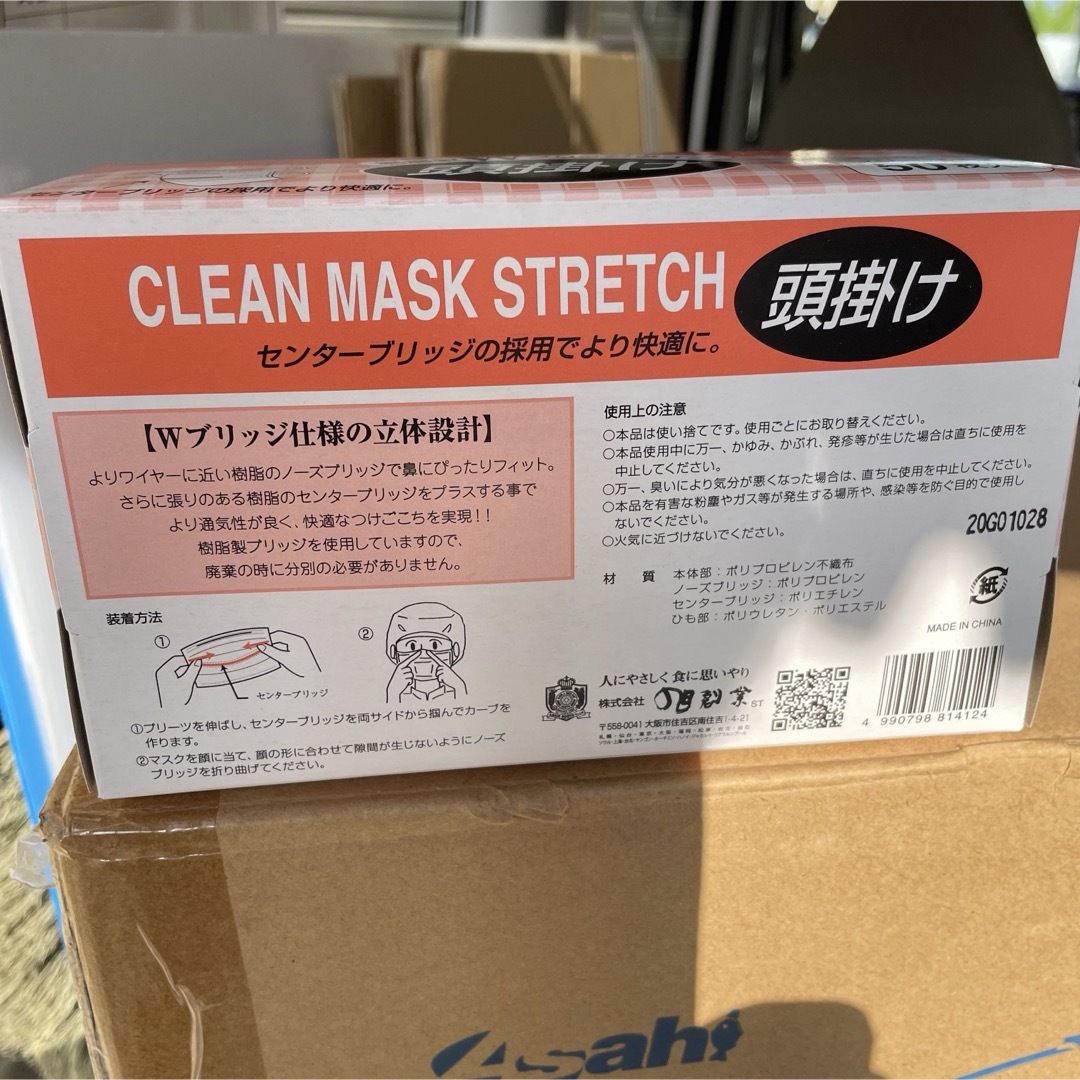 センターブリッジの採用でより快適に。
50
CLEAN MASK STRETCH
頭掛け
センターブリッジの採用でより快適に。
【Wブリッジ仕様の立体設計】
よりワイヤーに近い樹脂のノーズブリッジで鼻にぴったりフィット。
さらに張りのある樹脂のセンターブリッジをプラスする事で
より通気性が良く、快適なつけごこちを実現!!
樹脂製ブリッジを使用していますので、
廃棄の時に分別の必要がありません。
装着方法
①
②
センターブリッジ
①プリーツを伸ばし、センターブリッジを両サイドから掴んでカーブを
作ります。
②マスクを顔に当て、顔の形に合わせて隙間が生じないようにノーズ
ブリッジを折り曲げてください。
使用上の注意
○本品は使い捨てです。使用ごとにお取り替えください。
○本品使用中に万一、かゆみ、かぶれ、発疹等が生じた場合は直ちに使用を
中止してください。
○万一、臭いにより気分が悪くなった場合は、直ちに使用を中止してください。
○本品を有害な粉塵やガス等が発生する場所や、感染等を防ぐ目的で使用し
ないでください。
○火気に近づけないでください。
20G01028
材 質
本体部:ポリプロピレン不織布
ノーズブリッジ:ポリプロピレン
センターブリッジ:ポリエチレン
ひも部:ポリウレタン・ポリエステル
紙
MADE IN CHINA
人にやさしく 食に思いやり
株式会社
ST
〒558-0041 大阪市住吉区南住吉1-4-21
4 990798 814124
Asahi